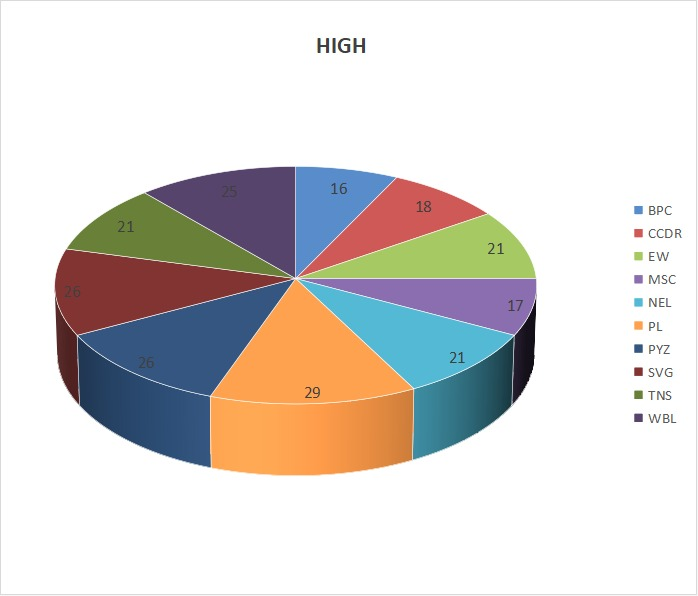 HIGH
16
18
21
17
21
29
26
26
21
25
BPC
CCDR
EW
MSC
NEL
PL
PYZ
SVG
TNS
WBL